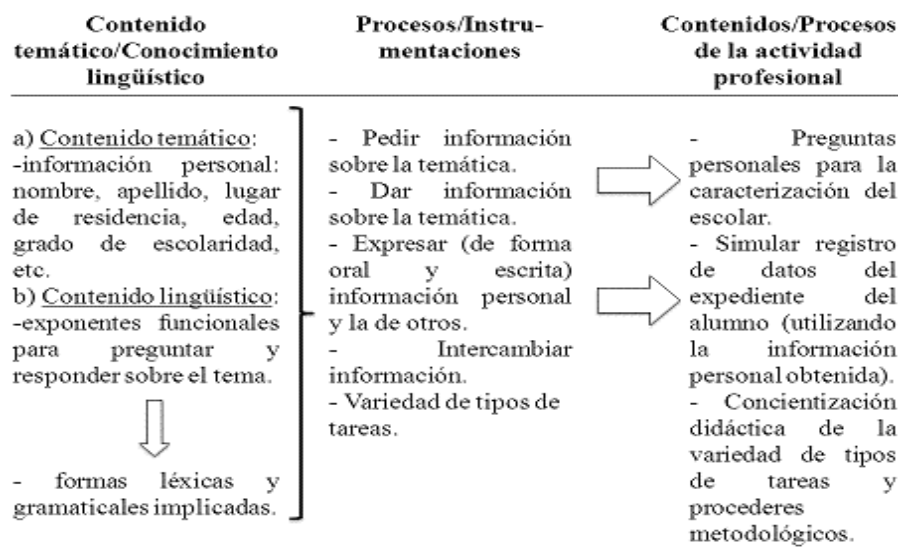 Contenido
temático/Conocimiento
lingüístico
a) Contenido temático:
-información personal:
nombre, apellido, lugar
de residencia, edad,
grado de escolaridad,
etc.
b) Contenido lingüístico:
-exponentes funcionales
para preguntar y
responder sobre el tema.
- formas léxicas y
gramaticales implicadas.
Procesos/Instru-
mentaciones
- Pedir información
sobre la temática.
- Dar información
sobre la temática.
- Expresar (de forma
oral y escrita)
información personal
y la de otros.
- Intercambiar
información.
- Variedad de tipos de
tareas.
Contenidos/Procesos
de la actividad
profesional
- Preguntas
personales para la
caracterización del
escolar.
- Simular registro
de datos del
expediente del
alumno (utilizando
la información
personal obtenida).
- Concientización
didáctica de la
variedad de tipos
de tareas y
procederes
metodológicos.